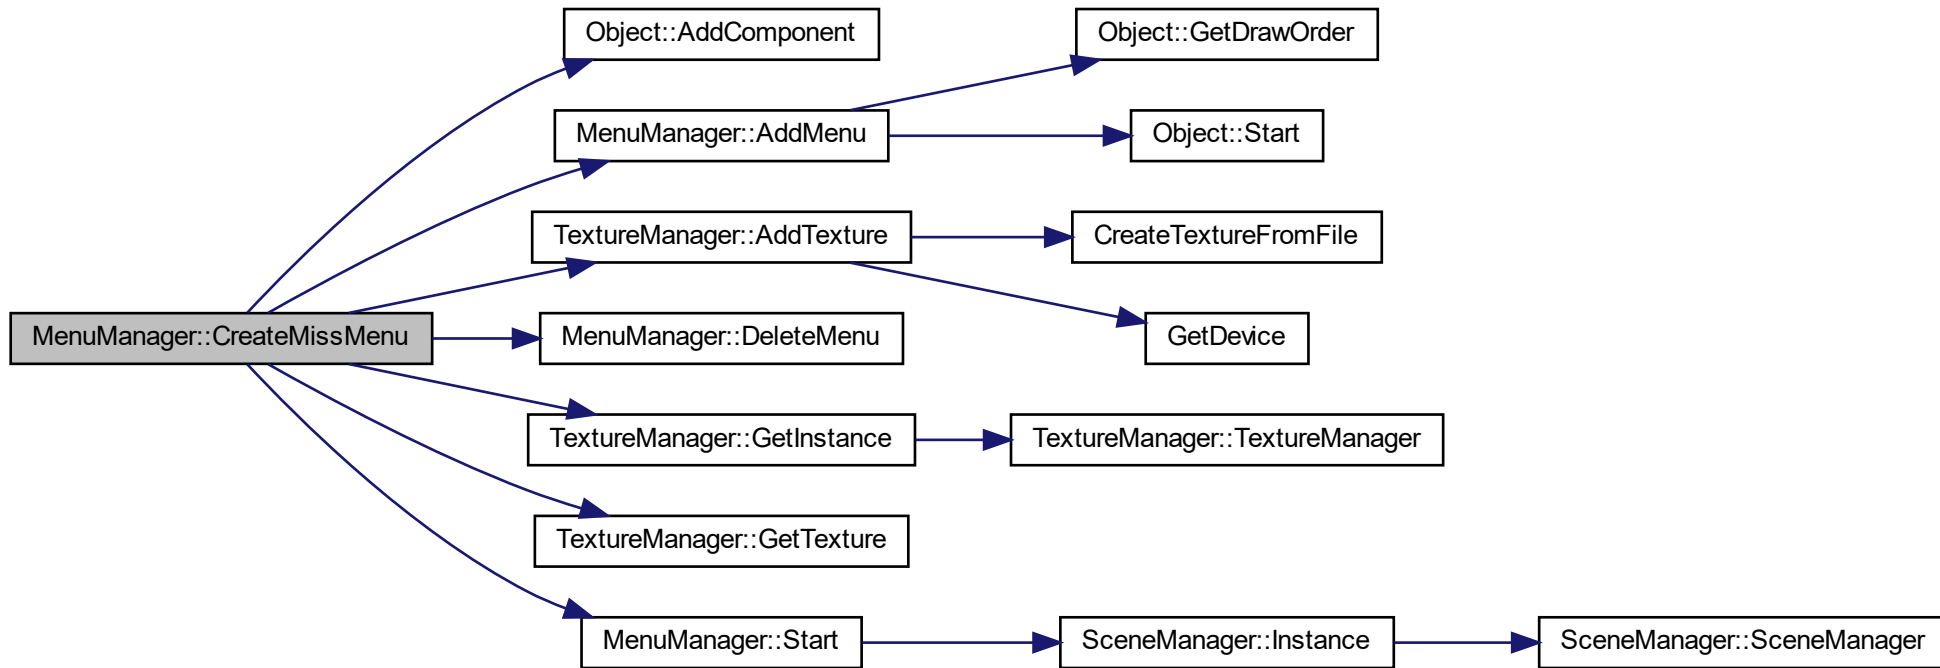 Object::AddComponent
Object::GetDrawOrder
MenuManager::AddMenu
Object::Start
TextureManager::AddTexture
CreateTextureFromFile
MenuManager::CreateMissMenu
MenuManager::DeleteMenu
GetDevice
TextureManager::GetInstance
TextureManager::TextureManager
TextureManager::GetTexture
MenuManager::Start
SceneManager::Instance
SceneManager::SceneManager